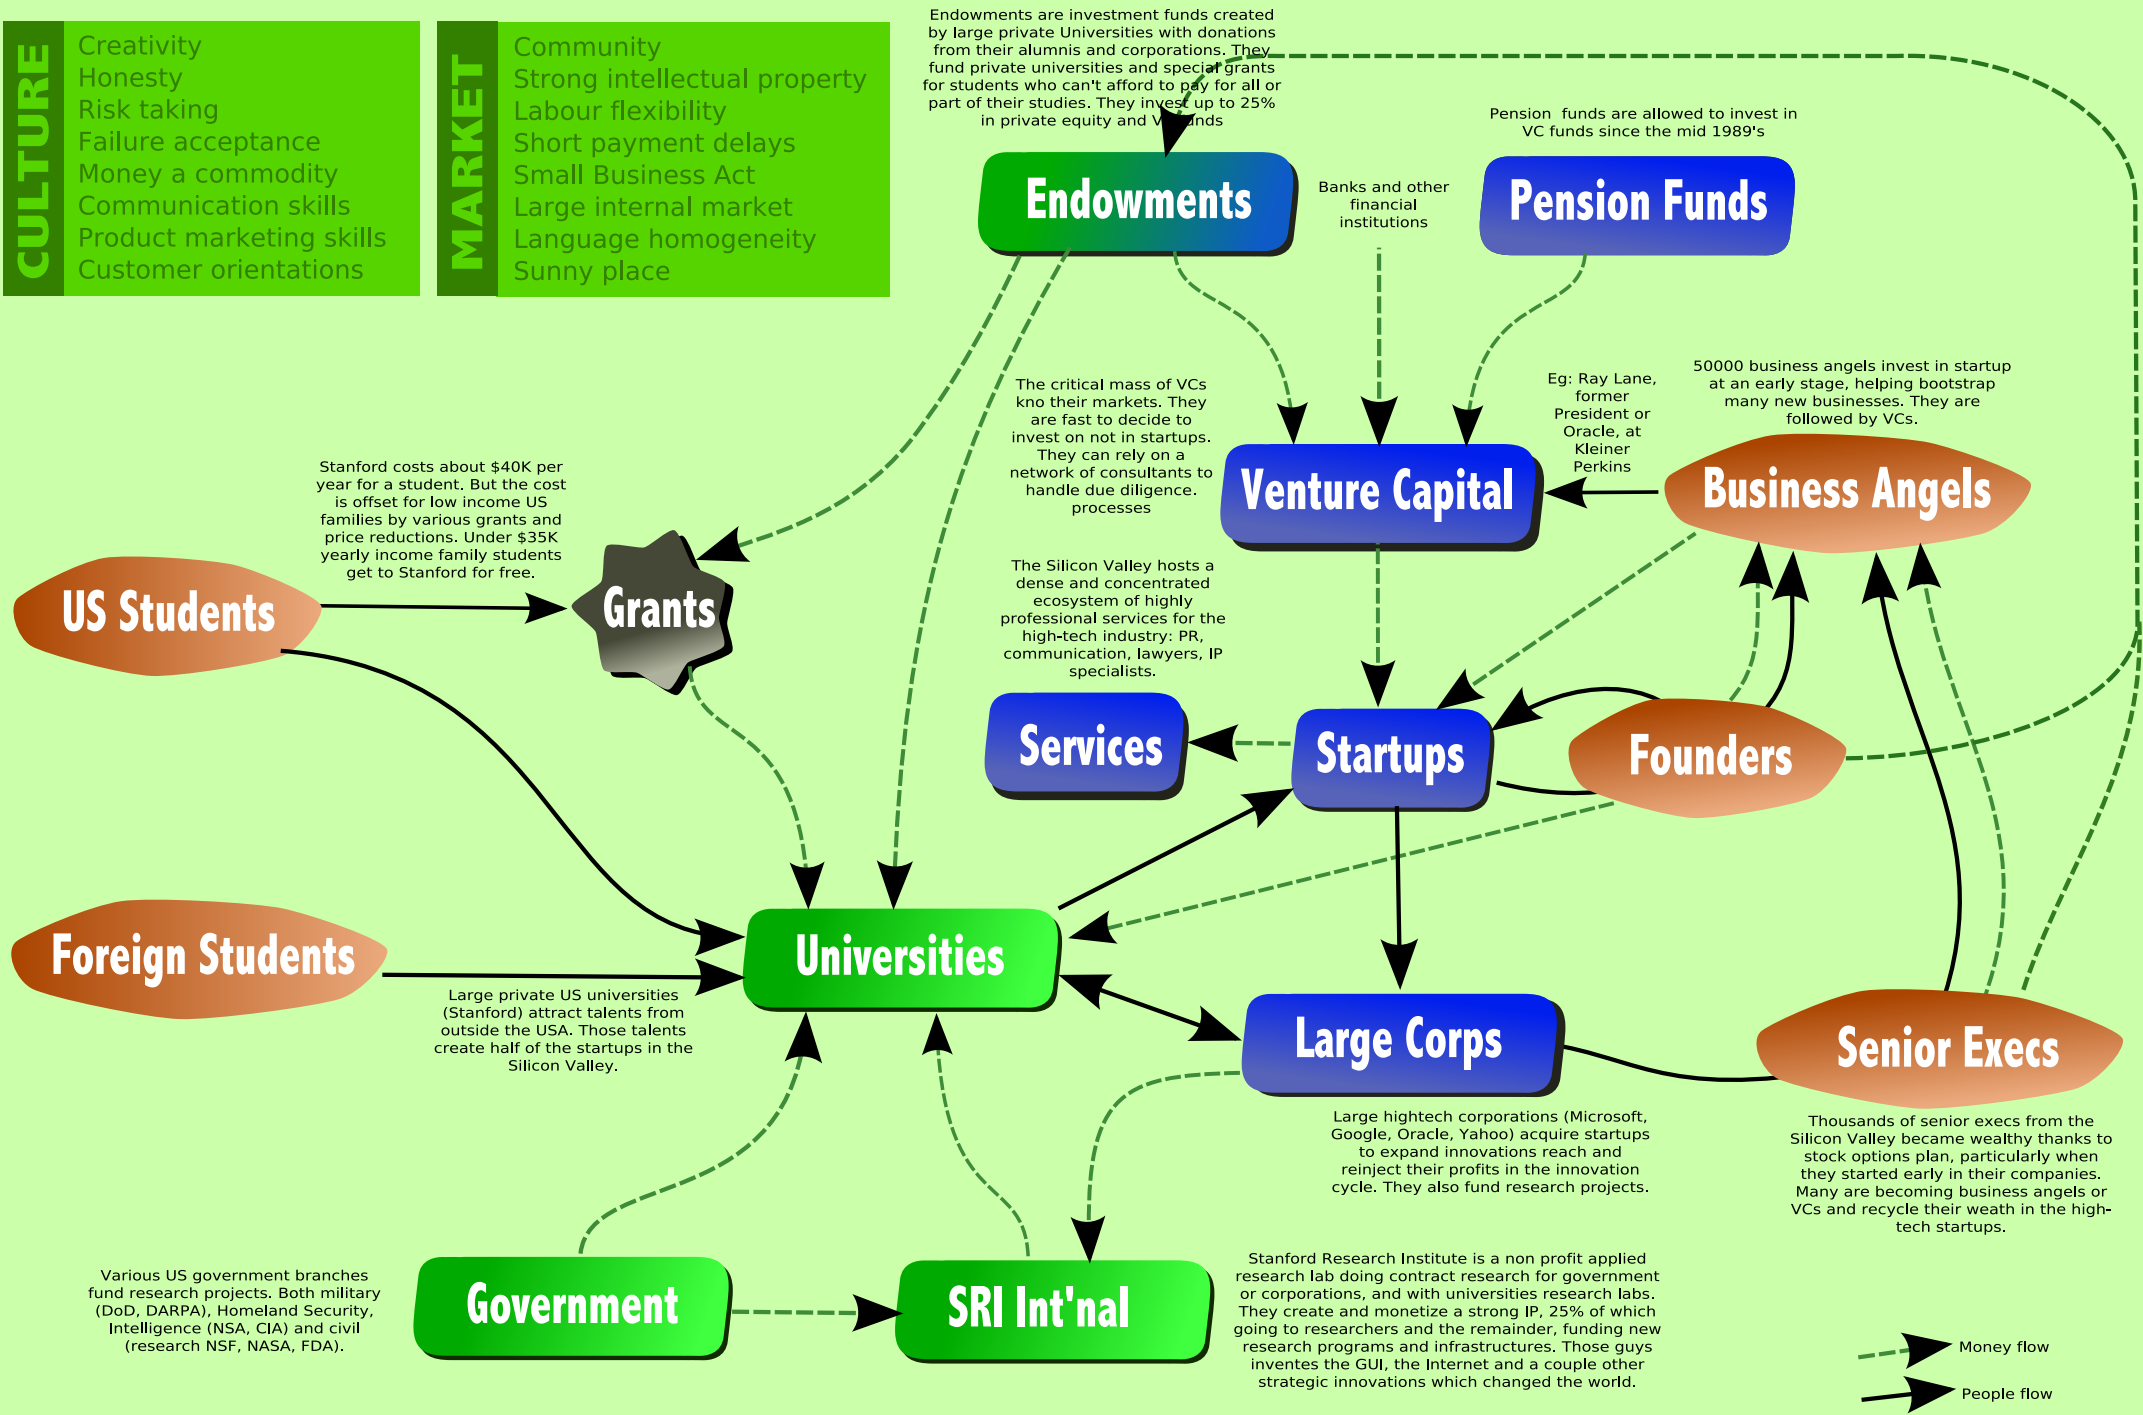 CULTURE
Creativity
Honesty
Risk taking
Failure acceptance
Money a commodity
Communication skills
Product marketing skills
Customer orientations
MARKET
Community
Strong intellectual property
Labour flexibility
Short payment delays
Small Business Act
Large internal market
Language homogeneity
Sunny place
Endowments are investment funds created
by large private Universities with donations
from their alumnis and corporations. They
fund private universities and special grants
for students who can't afford to pay for all or
part of their studies. They invest up to 25%
in private equity and VC funds
Endowments
Banks and other
financial
institutions
Pension  funds are allowed to invest in
VC funds since the mid 1989's
Pension Funds
The critical mass of VCs
kno their markets. They
are fast to decide to
invest on not in startups.
They can rely on a
network of consultants to
handle due diligence.
processes
Venture Capital
Eg: Ray Lane,
former
President or
Oracle, at
Kleiner
Perkins
50000 business angels invest in startup
at an early stage, helping bootstrap
many new businesses. They are
followed by VCs.
Business Angels
Stanford costs about $40K per
year for a student. But the cost
is offset for low income US
families by various grants and
price reductions. Under $35K
yearly income family students
get to Stanford for free.
US Students
Grants
The Silicon Valley hosts a
dense and concentrated
ecosystem of highly
professional services for the
high-tech industry: PR,
communication, lawyers, IP
specialists.
Services
Startups
Founders
Foreign Students
Large private US universities
(Stanford) attract talents from
outside the USA. Those talents
create half of the startups in the
Silicon Valley.
Universities
Large Corps
Large hightech corporations (Microsoft,
Google, Oracle, Yahoo) acquire startups
to expand innovations reach and
reinject their profits in the innovation
cycle. They also fund research projects.
Senior Execs
Thousands of senior execs from the
Silicon Valley became wealthy thanks to
stock options plan, particularly when
they started early in their companies.
Many are becoming business angels or
VCs and recycle their weath in the high-
tech startups.
Various US government branches
fund research projects. Both military
(DoD, DARPA), Homeland Security,
Intelligence (NSA, CIA) and civil
(research NSF, NASA, FDA).
Government
SRI Int'nal
Stanford Research Institute is a non profit applied
research lab doing contract research for government
or corporations, and with universities research labs.
They create and monetize a strong IP, 25% of which
going to researchers and the remainder, funding new
research programs and infrastructures. Those guys
inventes the GUI, the Internet and a couple other
strategic innovations which changed the world.
Money flow
People flow